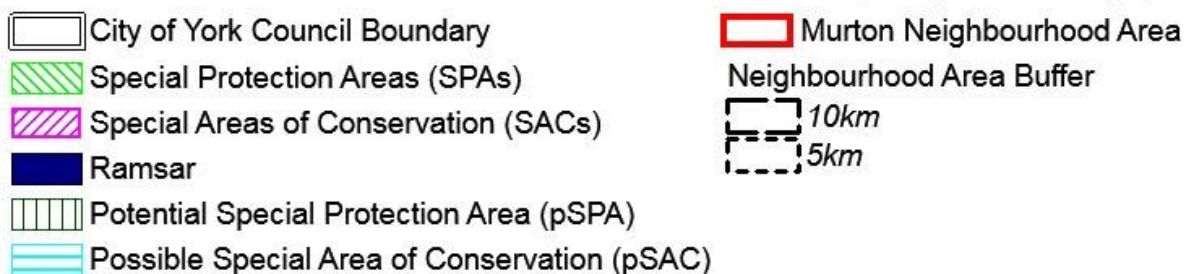 City of York Council Boundary
Special Protection Areas (SPAs)
Special Areas of Conservation (SACs)
Ramsar
Potential Special Protection Area (pSPA)
Possible Special Area of Conservation (pSAC)
Murton Neighbourhood Area
Neighbourhood Area Buffer
10km
5km